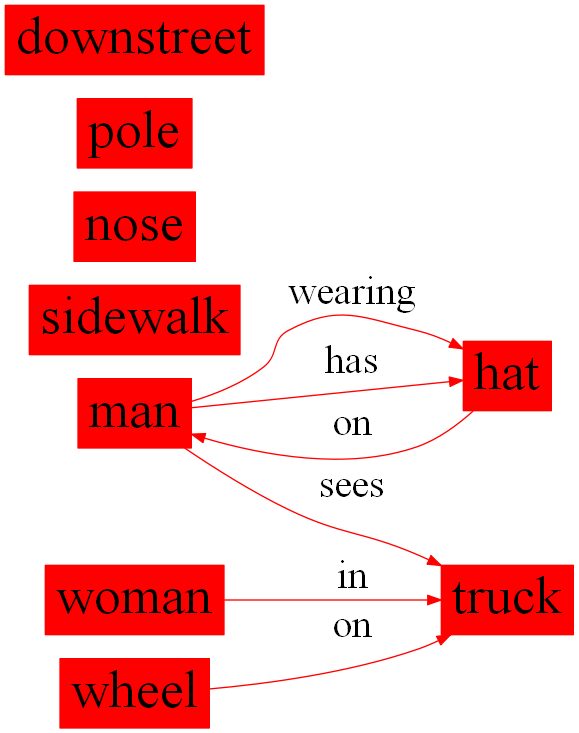 downstreet
pole
nose
sidewalk
wearing
has
hat
man
on
sees
in
woman
truck
on
wheel